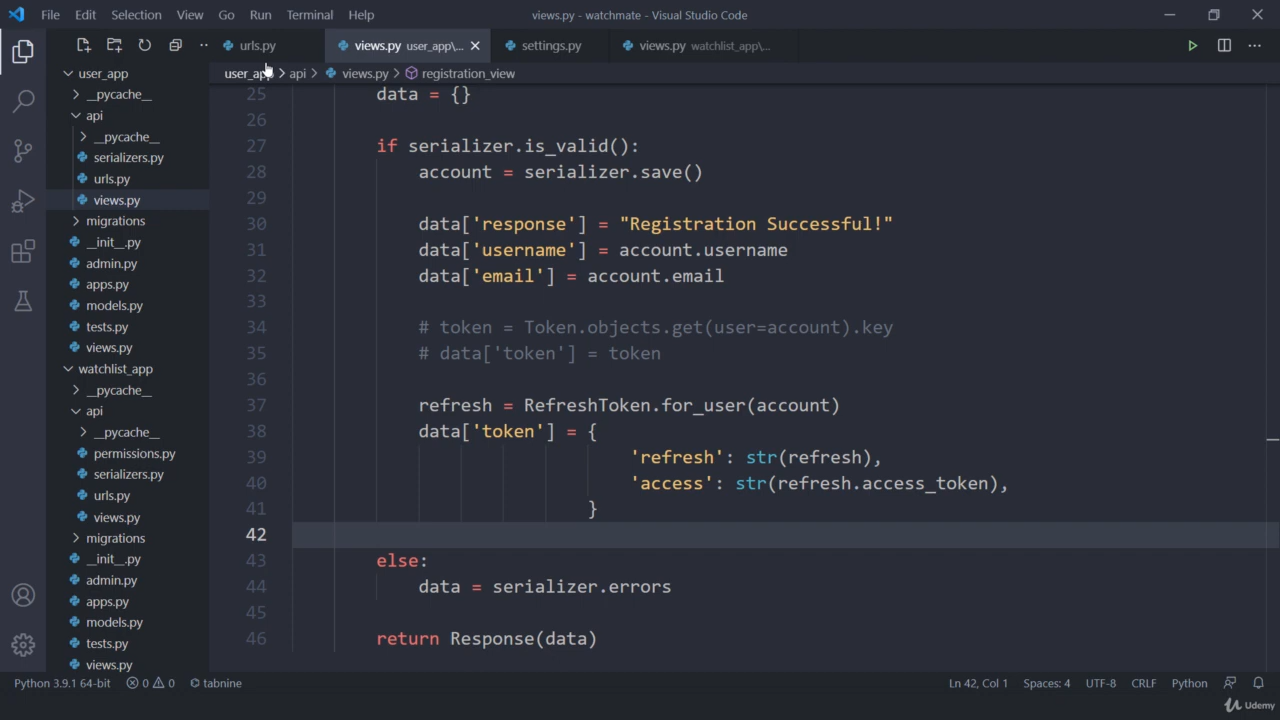 File Edit Selection View Go Run Terminal Help views.py - watchmate - Visual Studio Code
urls.py views.py user_app\... settings.py views.py watchlist_app\...
user_app > api > views.py > registration_view
user_app
__pycache__
api
__pycache__
serializers.py
urls.py
views.py
migrations
__init__.py
admin.py
apps.py
models.py
tests.py
views.py
watchlist_app
__pycache__
api
__pycache__
permissions.py
serializers.py
urls.py
views.py
migrations
__init__.py
admin.py
apps.py
models.py
tests.py
views.py
25 data = {}
26
27 if serializer.is_valid():
28 account = serializer.save()
29
30 data['response'] = "Registration Successful!"
31 data['username'] = account.username
32 data['email'] = account.email
33
34 # token = Token.objects.get(user=account).key
35 # data['token'] = token
36
37 refresh = RefreshToken.for_user(account)
38 data['token'] = {
39 'refresh': str(refresh),
40 'access': str(refresh.access_token),
41 }
42
43 else:
44 data = serializer.errors
45
46 return Response(data)
Python 3.9.1 64-bit 0 0 tabnine Ln 42, Col 1 Spaces: 4 UTF-8 CRLF Python
Udemy